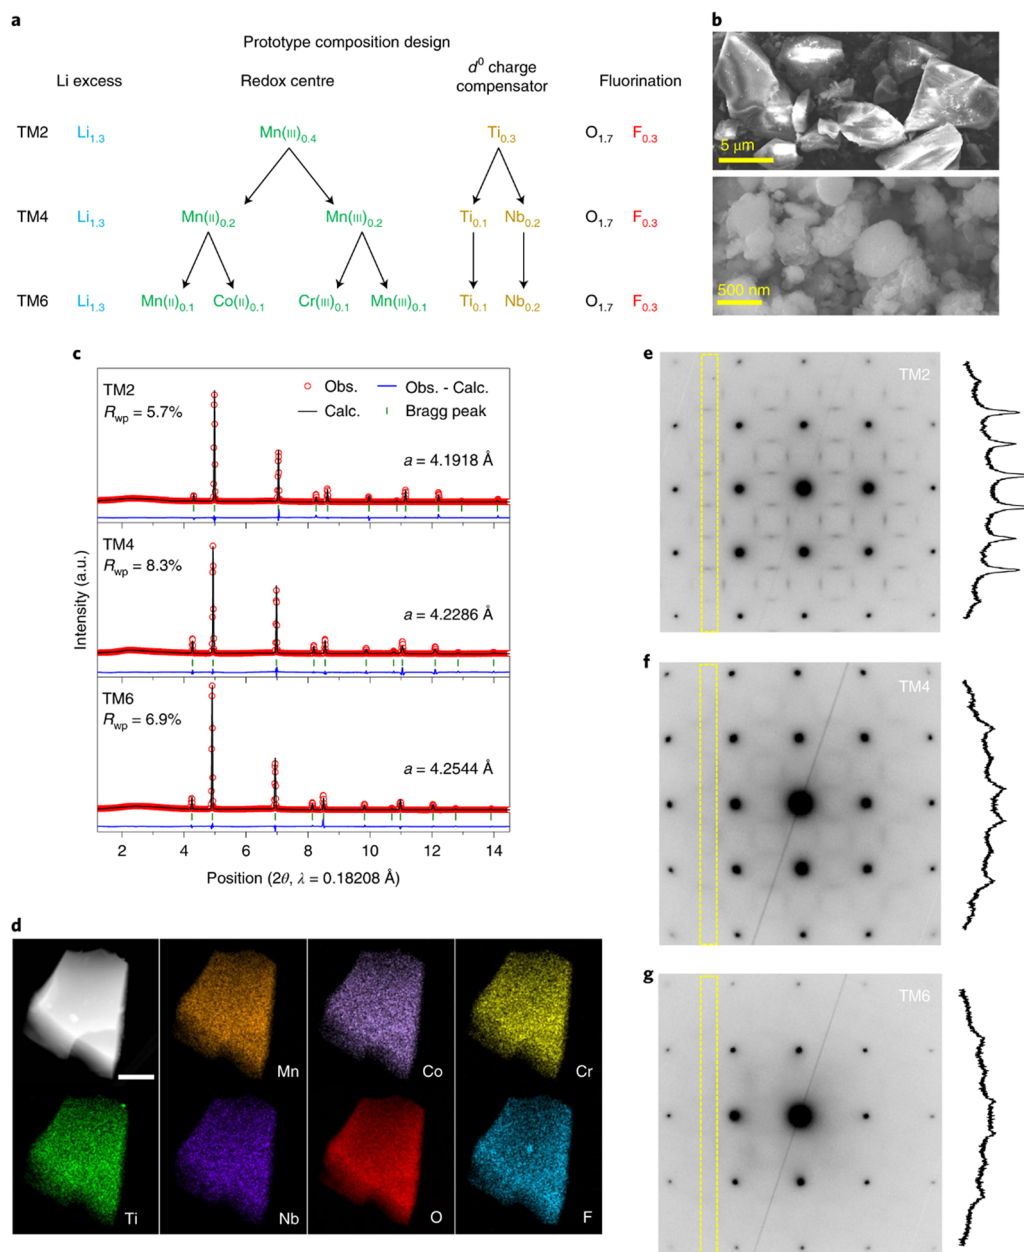 a
Prototype composition design
Li excess
Redox centre
d⁰ charge
compensator
Fluorination
TM2 Li₁.₃ Mn(III)₀.₄ Ti₀.₃ O₁.₇ F₀.₃
TM4 Li₁.₃ Mn(II)₀.₂ Mn(III)₀.₂ Ti₀.₁ Nb₀.₂ O₁.₇ F₀.₃
TM6 Li₁.₃ Mn(II)₀.₁ Co(II)₀.₁ Cr(III)₀.₁ Mn(III)₀.₁ Ti₀.₁ Nb₀.₂ O₁.₇ F₀.₃
b
5 μm
500 nm
c
TM2
R_wp = 5.7%
Obs.
Obs. - Calc.
Calc.
Bragg peak
a = 4.1918 Å
TM4
R_wp = 8.3%
a = 4.2286 Å
TM6
R_wp = 6.9%
a = 4.2544 Å
Intensity (a.u.)
2 4 6 8 10 12 14
Position (2θ, λ = 0.18208 Å)
d
Mn
Co
Cr
Ti
Nb
O
F
e
TM2
f
TM4
g
TM6